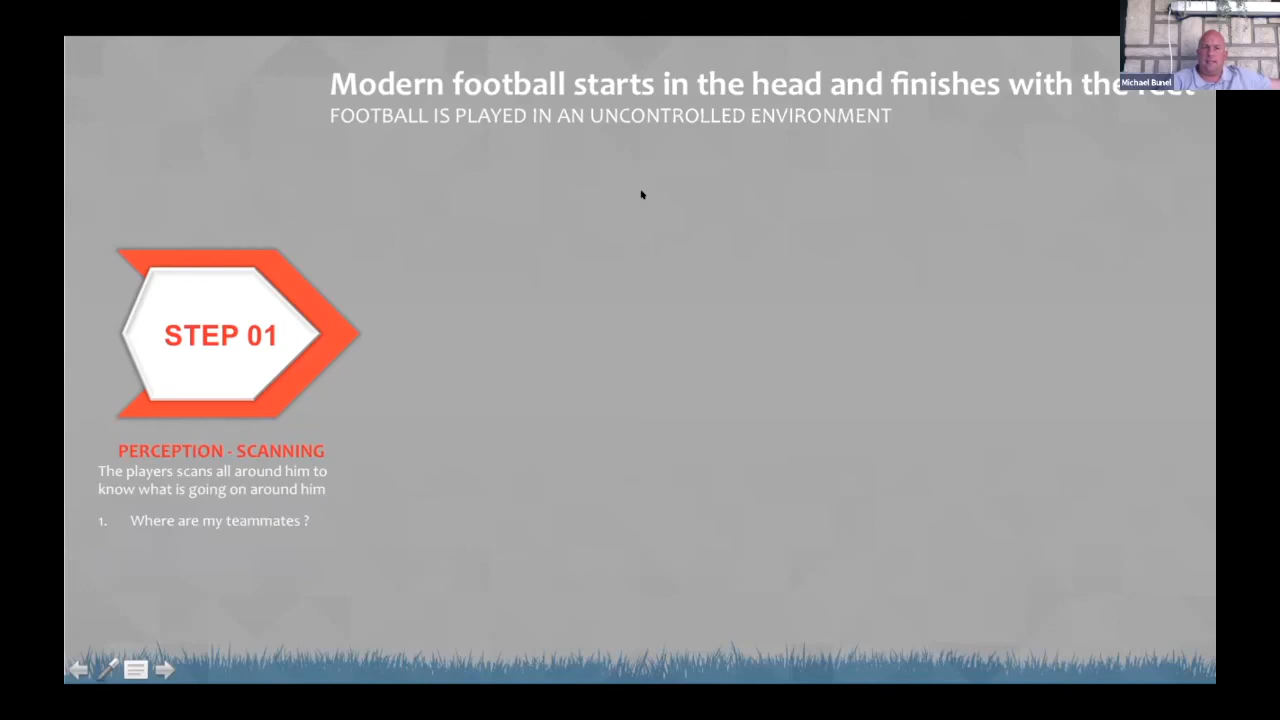 Modern football starts in the head and finishes with the
FOOTBALL IS PLAYED IN AN UNCONTROLLED ENVIRONMENT
Michael Bunel
STEP 01
PERCEPTION - SCANNING
The players scans all around him to
know what is going on around him
1. Where are my teammates ?